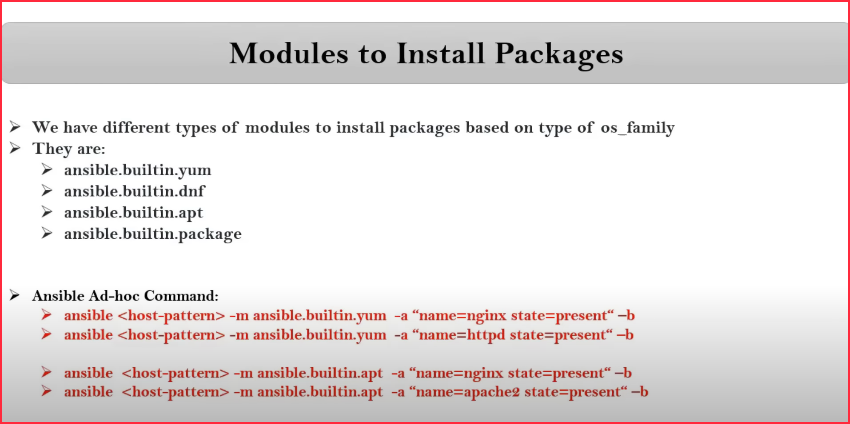 Modules to Install Packages
➢ We have different types of modules to install packages based on type of os_family
➢ They are:
➢ ansible.builtin.yum
➢ ansible.builtin.dnf
➢ ansible.builtin.apt
➢ ansible.builtin.package
➢ Ansible Ad-hoc Command:
➢ ansible <host-pattern> -m ansible.builtin.yum -a “name=nginx state=present“ –b
➢ ansible <host-pattern> -m ansible.builtin.yum -a “name=httpd state=present“ –b
➢ ansible <host-pattern> -m ansible.builtin.apt -a “name=nginx state=present“ –b
➢ ansible <host-pattern> -m ansible.builtin.apt -a “name=apache2 state=present“ –b